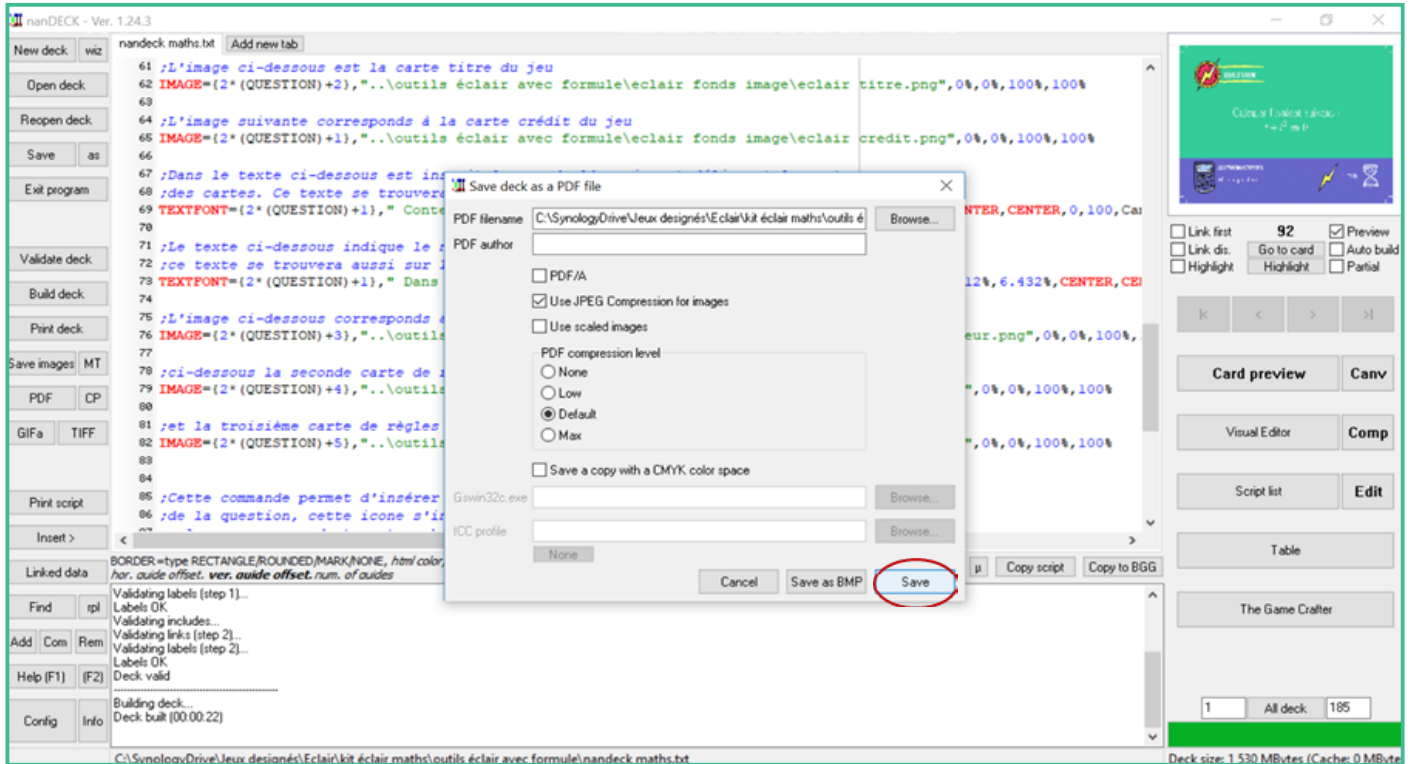 nanDECK - Ver. 1.24.3
New deck wiz
Open deck
Reopen deck
Save as
Exit program
Validate deck
Build deck
Print deck
Save images MT
PDF CP
GIFa TIFF
Print script
Insert >
Linked data
Find rpl
Add Com Rem
Help (F1) (F2)
Config Info
nandeck maths.txt Add new tab
61 ;L'image ci-dessous est la carte titre du jeu
62 IMAGE={2*(QUESTION)+2},"..\outils éclair avec formule\eclair fonds image\eclair titre.png",0%,0%,100%,100%
63
64 ;L'image suivante corresponds à la carte crédit du jeu
65 IMAGE={2*(QUESTION)+1},"..\outils éclair avec formule\eclair fonds image\eclair credit.png",0%,0%,100%,100%
66
67 ;Dans le texte ci-dessous est
68 ;des cartes. Ce texte se trouvera
69 TEXTFONT={2*(QUESTION)+1}," Conte NTER,CENTER,0,100,Ca
70
71 ;Le texte ci-dessous indique le
72 ;ce texte se trouvera aussi sur
73 TEXTFONT={2*(QUESTION)+1}," Dans 12%,6.432%,CENTER,CE
74
75 ;L'image ci-dessous corresponds
76 IMAGE={2*(QUESTION)+3},"..\outils eur.png",0%,0%,100%,
77
78 ;ci-dessous la seconde carte de
79 IMAGE={2*(QUESTION)+4},"..\outils ",0%,0%,100%,100%
80
81 ;et la troisième carte de règles
82 IMAGE={2*(QUESTION)+5},"..\outils ",0%,0%,100%,100%
83
84
85 ;Cette commande permet d'insérer
86 ;de la question, cette icone
Save deck as a PDF file
PDF filename C:\SynologyDrive\Jeux designés\Eclair\kit éclair maths\outils é Browse...
PDF author
PDF/A
Use JPEG Compression for images
Use scaled images
PDF compression level
None
Low
Default
Max
Save a copy with a CMYK color space
Gswin32c.exe Browse...
ICC profile Browse...
None
Cancel Save as BMP Save
BORDER=type RECTANGLE/ROUNDED/MARK/NONE, html color,
hor. guide offset. ver. guide offset. num. of guides
µ Copy script Copy to BGG
Validating labels (step 1)...
Labels OK
Validating includes...
Validating links (step 2)...
Validating labels (step 2)...
Labels OK
Deck valid
Building deck...
Deck built (00:00:22)
C:\SynologyDrive\Jeux designés\Eclair\kit éclair maths\outils éclair avec formule\nandeck maths.txt
QUESTION
Link first 92 Preview
Link dis. Go to card Auto build
Highlight Highlight Partial
Card preview Canv
Visual Editor Comp
Script list Edit
Table
The Game Crafter
1 All deck 185
Deck size: 1 530 MBytes (Cache: 0 MByte